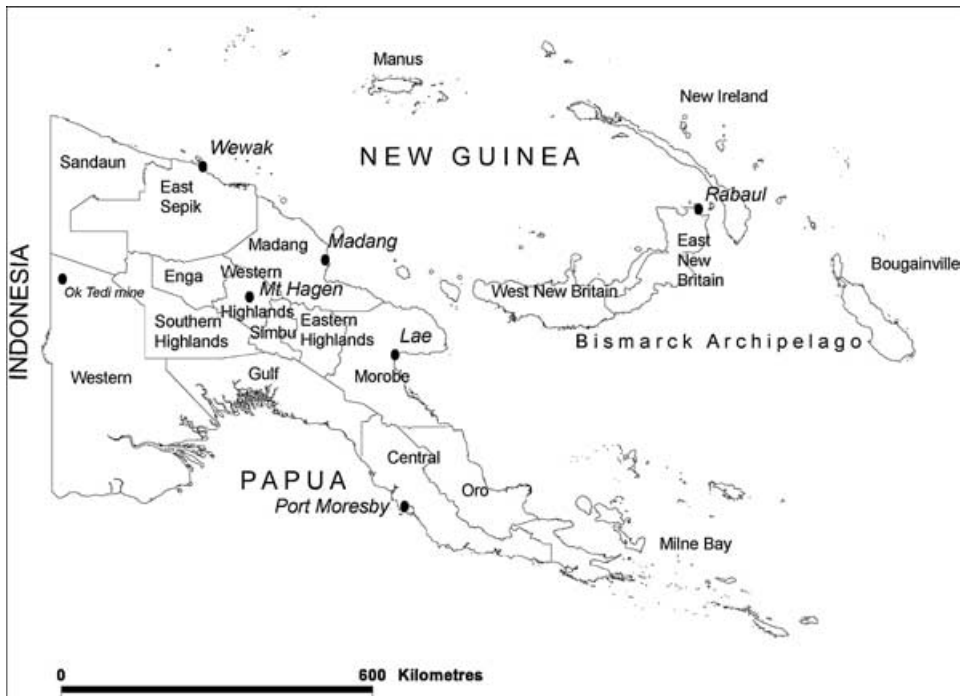 Manus
New Ireland
NEW GUINEA
Wewak
Sandaun
East
Sepik
Rabaul
East
New
Britain
Madang
Madang
INDONESIA
Enga
Western
Ok Tedi mine
Mt Hagen
Highlands
West New Britain
Bougainville
Southern
Highlands
Simbu
Eastern
Highlands
Lae
Bismarck Archipelago
Western
Gulf
Morobe
Central
PAPUA
Oro
Port Moresby
Milne Bay
0 600 Kilometres